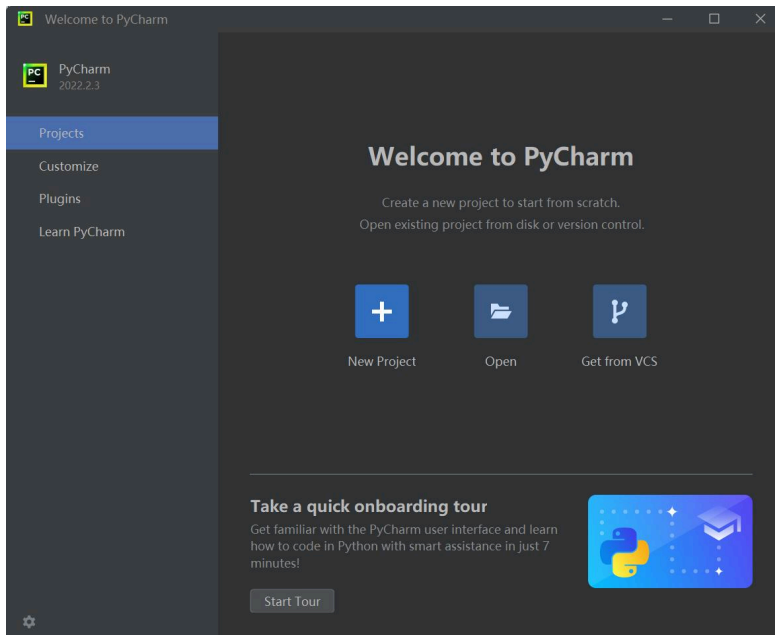 Welcome to PyCharm
PC
PyCharm
2022.2.3
Projects
Customize
Plugins
Learn PyCharm
Welcome to PyCharm
Create a new project to start from scratch.
Open existing project from disk or version control.
New Project
Open
Get from VCS
Take a quick onboarding tour
Get familiar with the PyCharm user interface and learn
how to code in Python with smart assistance in just 7
minutes!
Start Tour